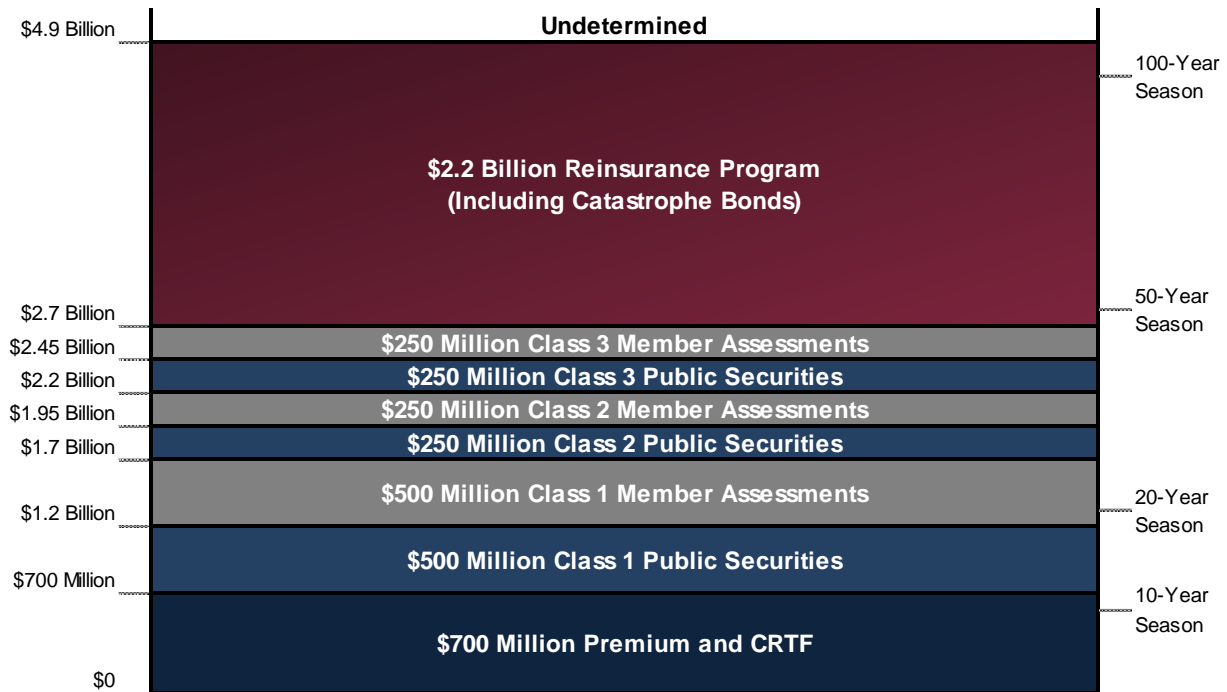 Undetermined
$4.9 Billion
100-Year
Season
$2.2 Billion Reinsurance Program
(Including Catastrophe Bonds)
50-Year
Season
$2.7 Billion
$250 Million Class 3 Member Assessments
$2.45 Billion
$250 Million Class 3 Public Securities
$2.2 Billion
$250 Million Class 2 Member Assessments
$1.95 Billion
$250 Million Class 2 Public Securities
$1.7 Billion
$500 Million Class 1 Member Assessments
20-Year
Season
$1.2 Billion
$500 Million Class 1 Public Securities
$700 Million
10-Year
Season
$700 Million Premium and CRTF
$0